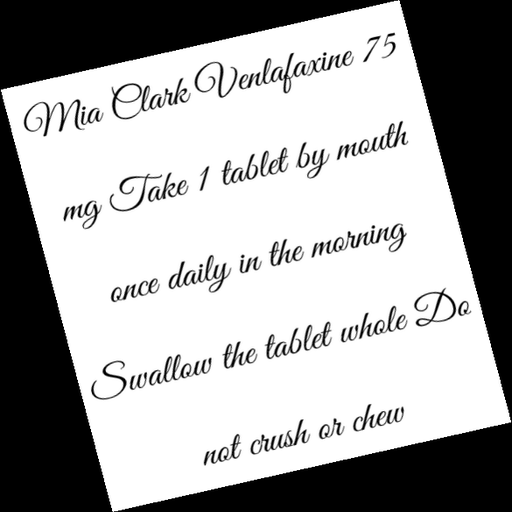 Mia Clark Venlafaxine 75
mg Take 1 tablet by mouth
once daily in the morning
Swallow the tablet whole Do
not crush or chew